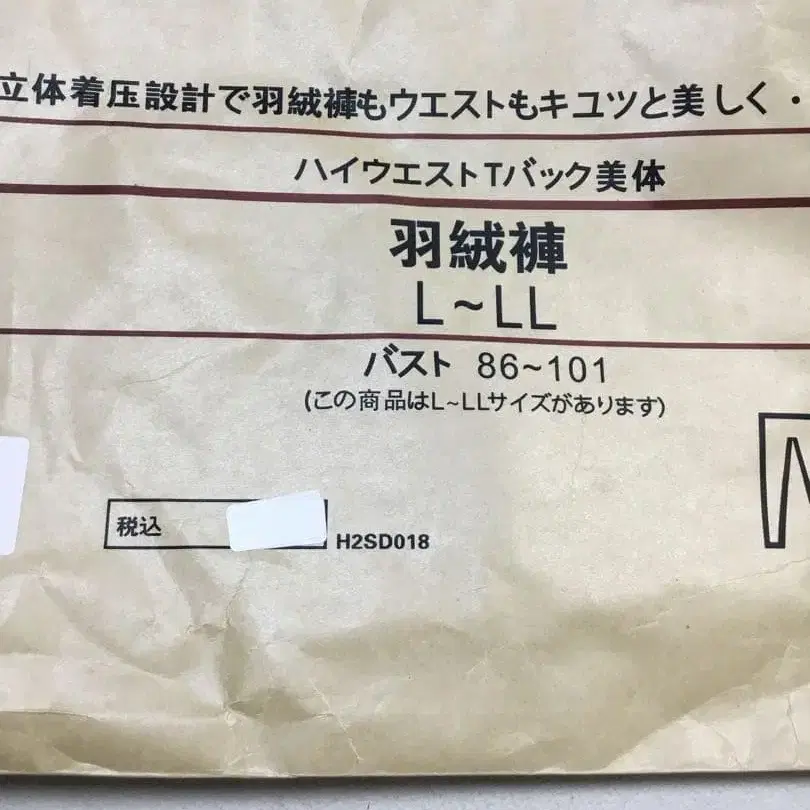 立体着圧設計で羽絨褲もウエストもキユツと美しく・
ハイウエストTバック美体
羽絨褲
L~LL
バスト 86~101
(この商品はL~LLサイズがあります)
税込
H2SD018